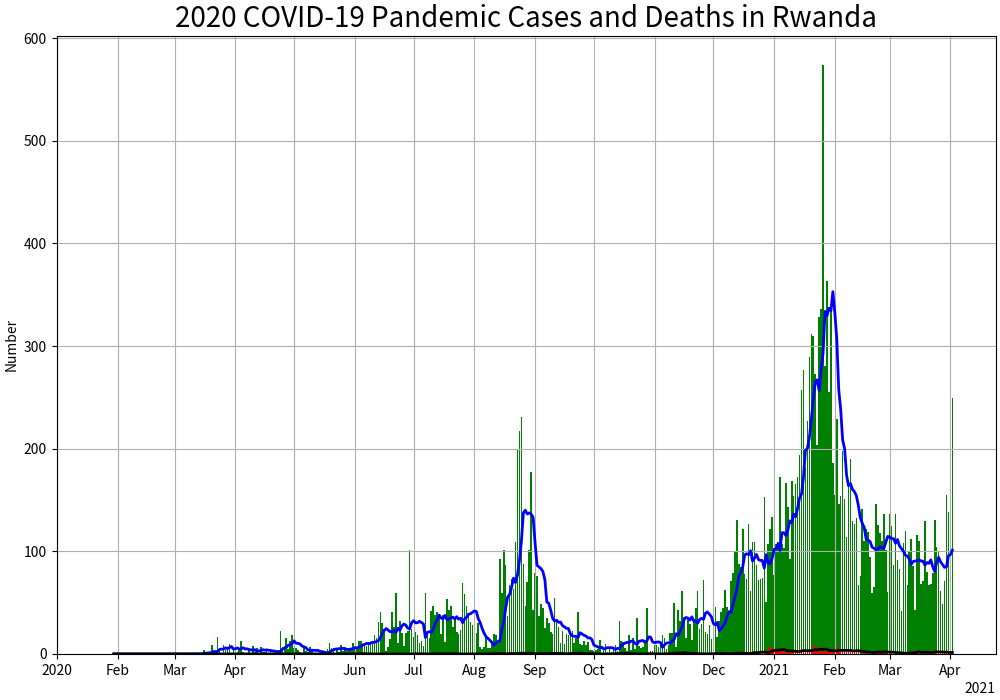 2020 COVID-19 Pandemic Cases and Deaths in Rwanda
600
500
400
300
200
100
0
Number
2020 Feb Mar Apr May Jun Jul Aug Sep Oct Nov Dec 2021 Feb Mar Apr
2021